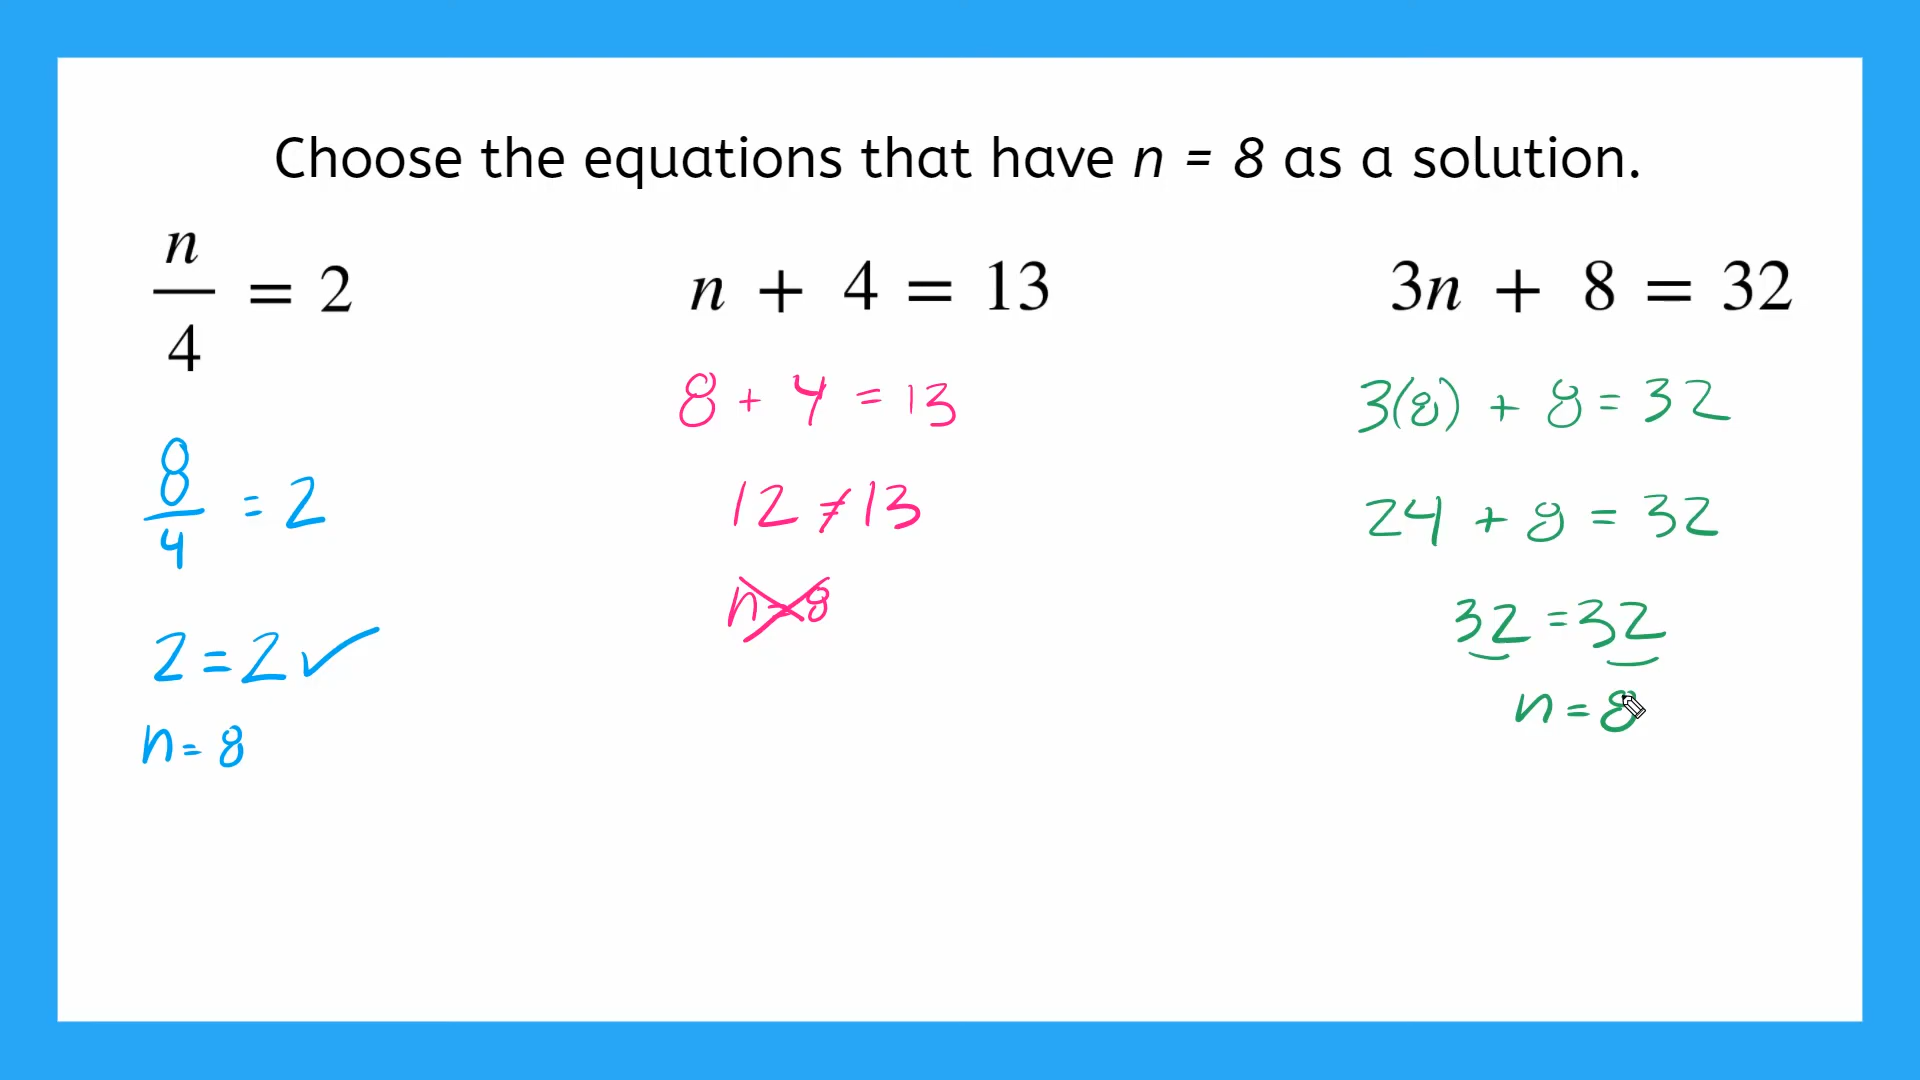 Choose the equations that have n = 8 as a solution.
n/4 = 2
8/4 = 2
2 = 2 ✓
n = 8
n + 4 = 13
8 + 4 = 13
12 ≠ 13
n = 8
3n + 8 = 32
3(8) + 8 = 32
24 + 8 = 32
32 = 32
n = 8